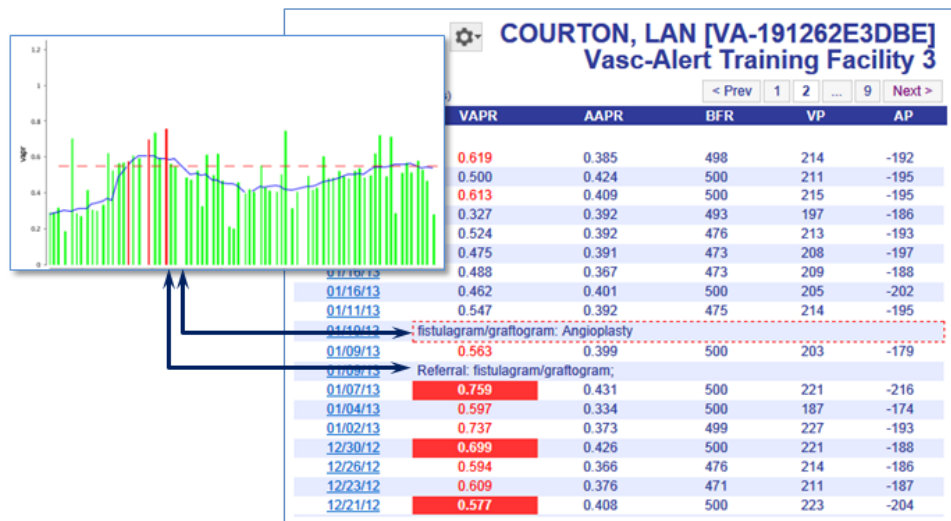 COURTON, LAN [VA-191262E3DBE]
Vasc-Alert Training Facility 3
< Prev 1 2 ... 9 Next >
s)
VAPR AAPR BFR VP AP
1.2
1
0.8
0.6
0.4
0.2
0
vapr
0.619 0.385 498 214 -192
0.500 0.424 500 211 -195
0.613 0.409 500 215 -195
0.327 0.392 493 197 -186
0.524 0.392 476 213 -193
0.475 0.391 473 208 -197
01/16/13 0.488 0.367 473 209 -188
01/16/13 0.462 0.401 500 205 -202
01/11/13 0.547 0.392 475 214 -195
01/10/13 fistulagram/graftogram: Angioplasty
01/09/13 0.563 0.399 500 203 -179
01/09/13 Referral: fistulagram/graftogram;
01/07/13 0.759 0.431 500 221 -216
01/04/13 0.597 0.334 500 187 -174
01/02/13 0.737 0.373 499 227 -193
12/30/12 0.699 0.426 500 221 -188
12/26/12 0.594 0.366 476 214 -186
12/23/12 0.609 0.376 471 211 -187
12/21/12 0.577 0.408 500 223 -204